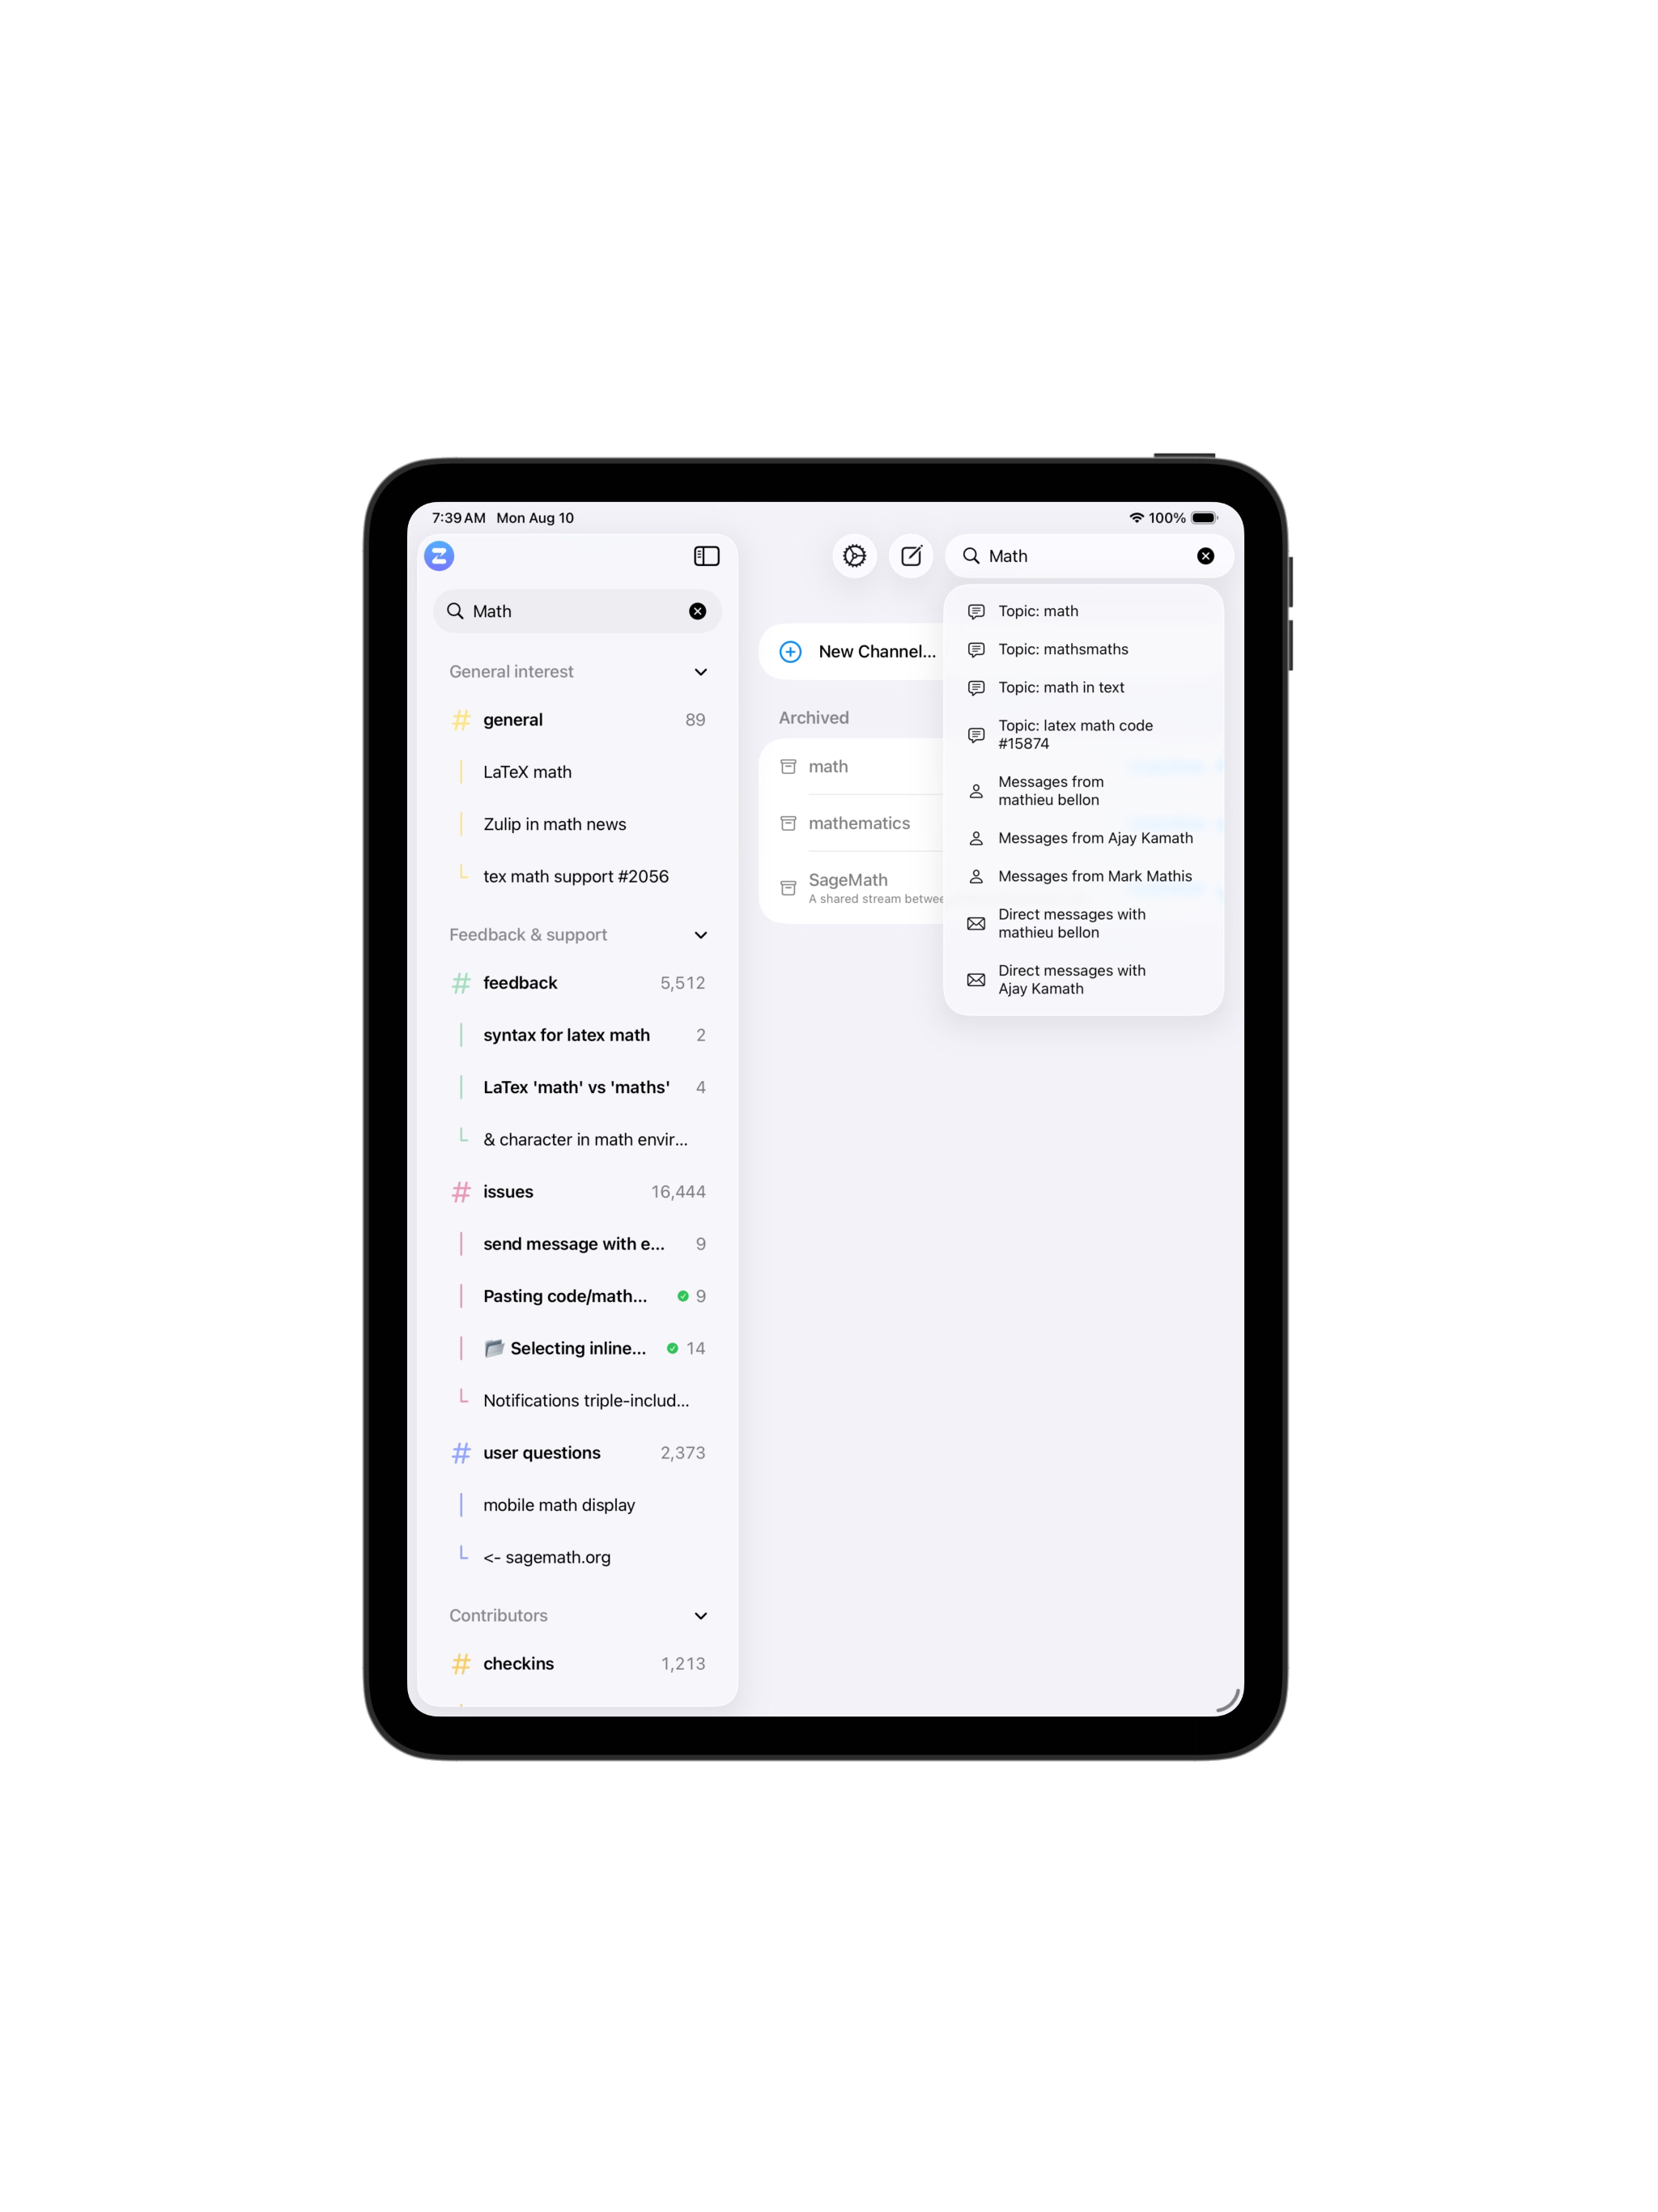 7:39 AM Mon Aug 10
100%
Math
General interest
general 89
LaTeX math
Zulip in math news
tex math support #2056
Feedback & support
feedback 5,512
syntax for latex math 2
LaTex 'math' vs 'maths' 4
& character in math envir...
issues 16,444
send message with e... 9
Pasting code/math... 9
Selecting inline... 14
Notifications triple-includ...
user questions 2,373
mobile math display
<- sagemath.org
Contributors
checkins 1,213
New Channel...
Archived
math
mathematics
SageMath
A shared stream
Math
Topic: math
Topic: mathsmaths
Topic: math in text
Topic: latex math code
#15874
Messages from
mathieu bellon
Messages from Ajay Kamath
Messages from Mark Mathis
Direct messages with
mathieu bellon
Direct messages with
Ajay Kamath